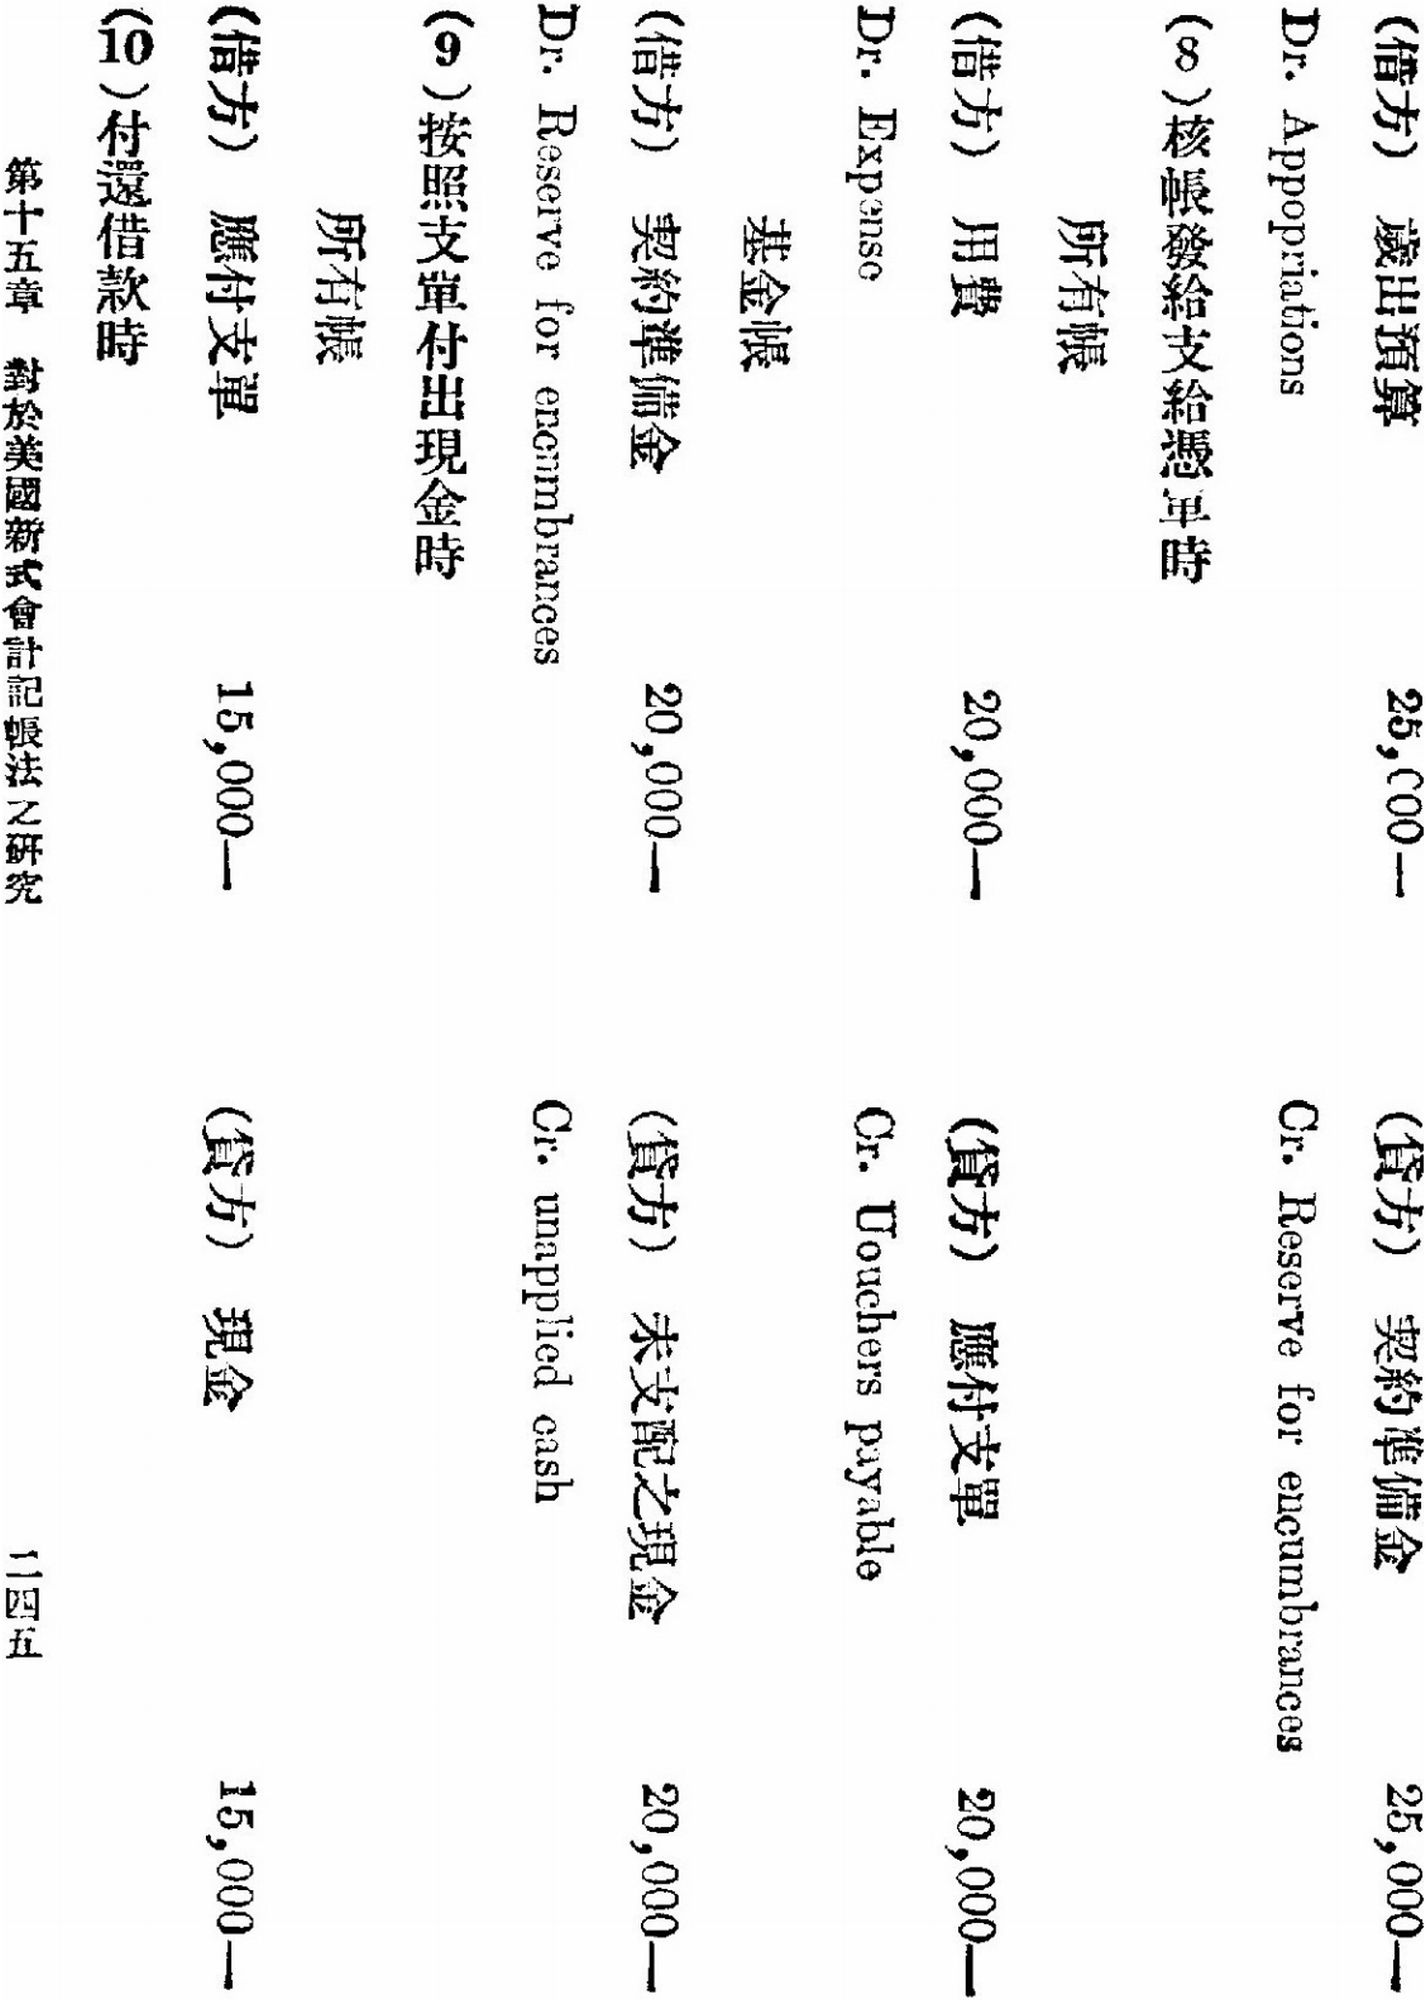 (借方) 歲出預算 25,000— (貸方) 契約準備金 25,000—
Dr. Appopriations Cr. Reserve for encumbrances
(8)核帳發給支給憑單時
所有帳
(借方) 用費 20,000— (貸方) 應付支單 20,000—
Dr. Expense Cr. Uouchers payable
基金帳
(借方) 契約準備金 20,000— (貸方) 未支配之現金 20,000—
Dr. Reserve for encnmbrances Cr. unapplied cash
(9)按照支單付出現金時
所有帳
(借方) 應付支單 15,000— (貸方) 現金 15,000—
(10)付還借款時
第十五章 對於美國新式會計記帳法之研究 二四五